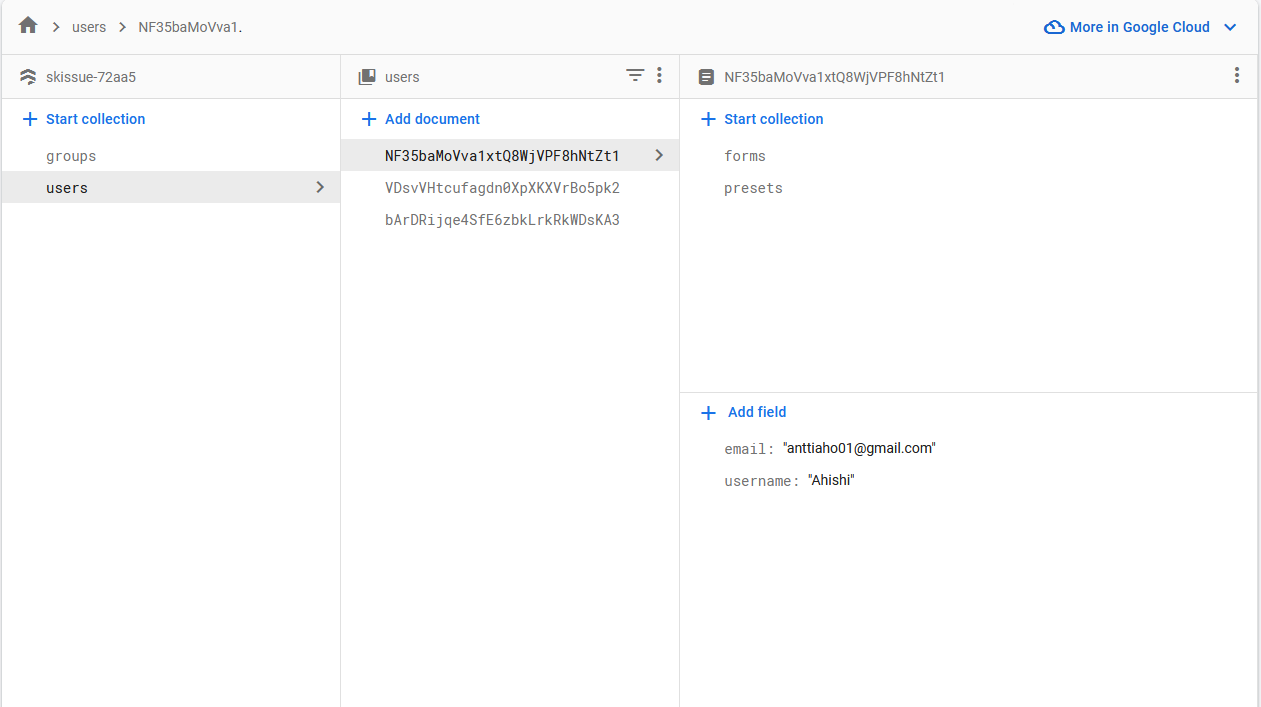 users NF35baMoVva1.
More in Google Cloud
skissue-72aa5
Start collection
groups
users
users
Add document
NF35baMoVva1xtQ8WjVPF8hNtZt1
VDsvVHtcufagdn0XpXKXVrBo5pk2
bArDRijqe4SfE6zbkLrkRkWDsKA3
NF35baMoVva1xtQ8WjVPF8hNtZt1
Start collection
forms
presets
Add field
email: "anttiaho01@gmail.com"
username: "Ahishi"